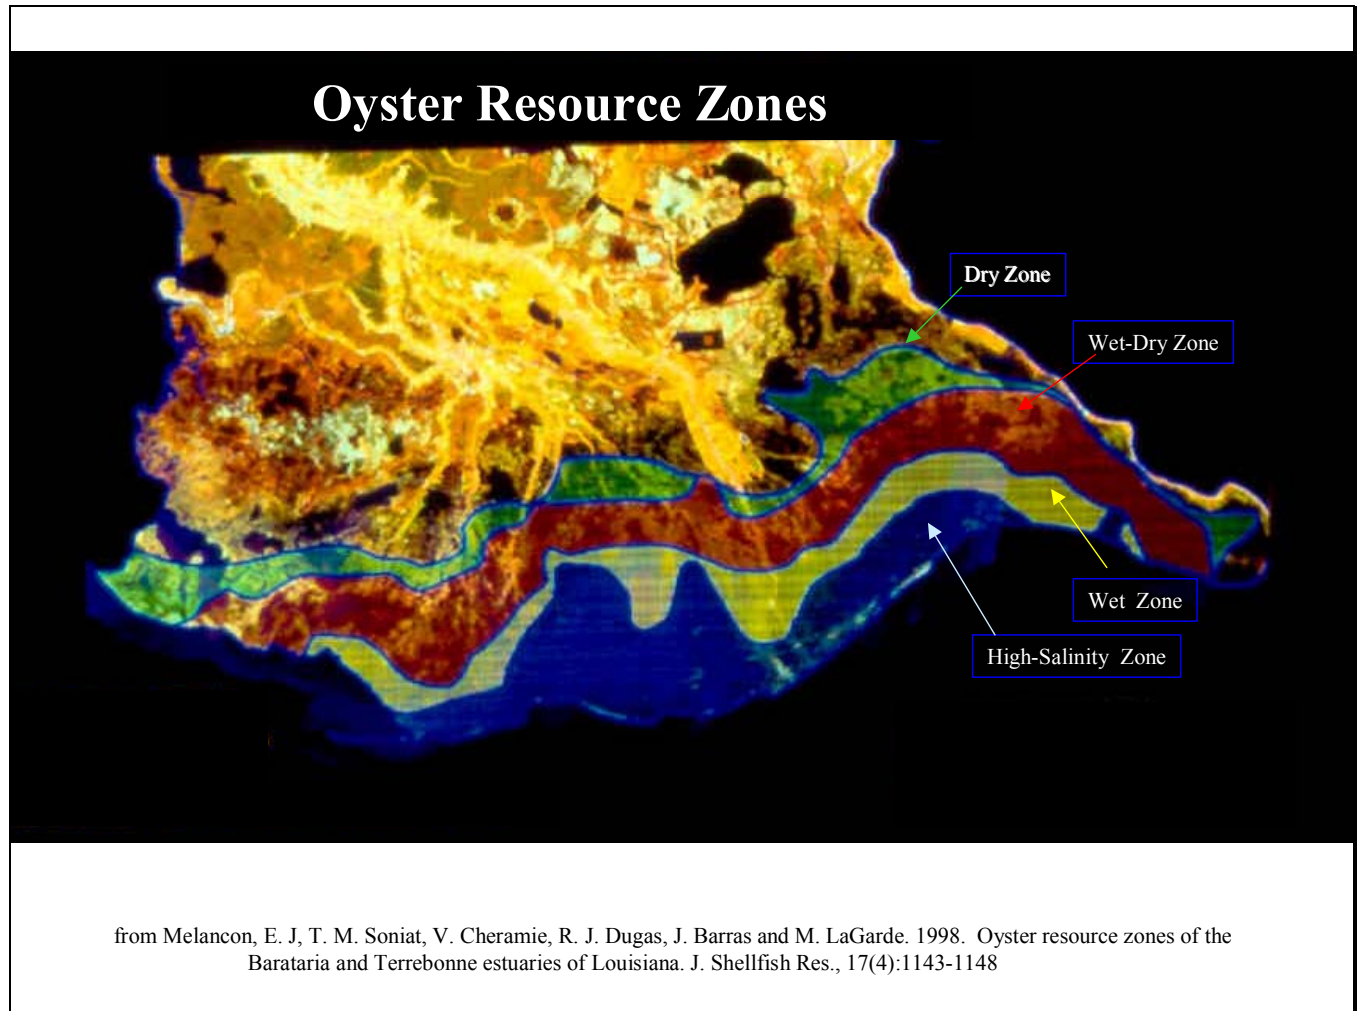 Oyster Resource Zones
Dry Zone
Wet-Dry Zone
Wet Zone
High-Salinity Zone
from Melancon, E. J, T. M. Soniat, V. Cheramie, R. J. Dugas, J. Barras and M. LaGarde. 1998. Oyster resource zones of the
Barataria and Terrebonne estuaries of Louisiana. J. Shellfish Res., 17(4):1143-1148